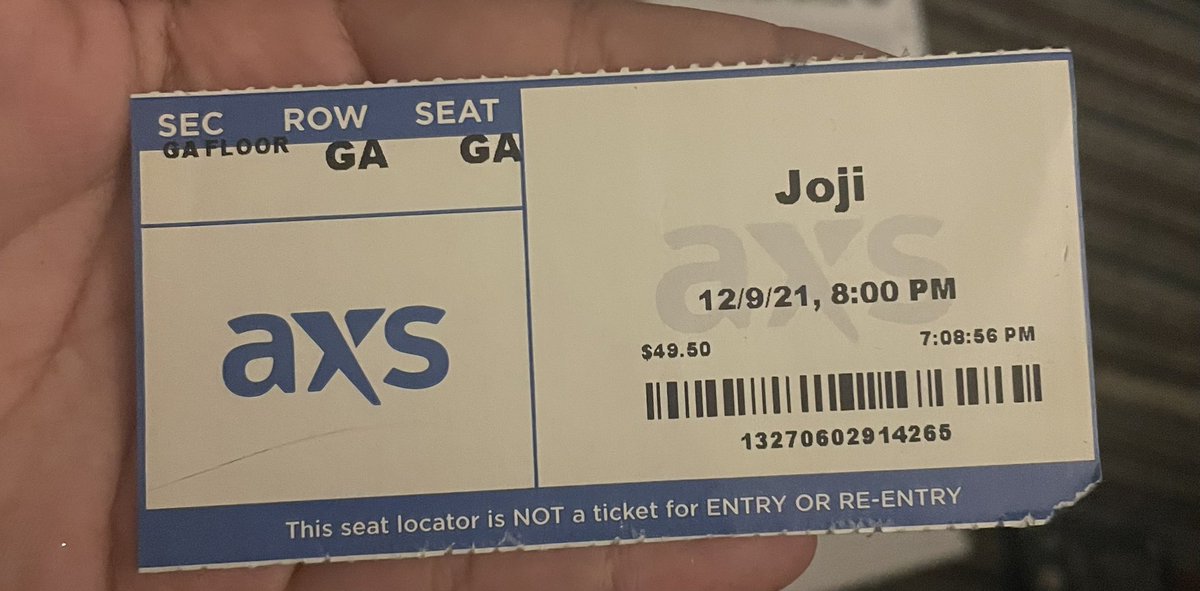 SEC ROW SEAT
GA FLOOR GA GA
axs
Joji
axs
12/9/21, 8:00 PM
$49.50 7:08:56 PM
13270602914265
This seat locator is NOT a ticket for ENTRY OR RE-ENTRY